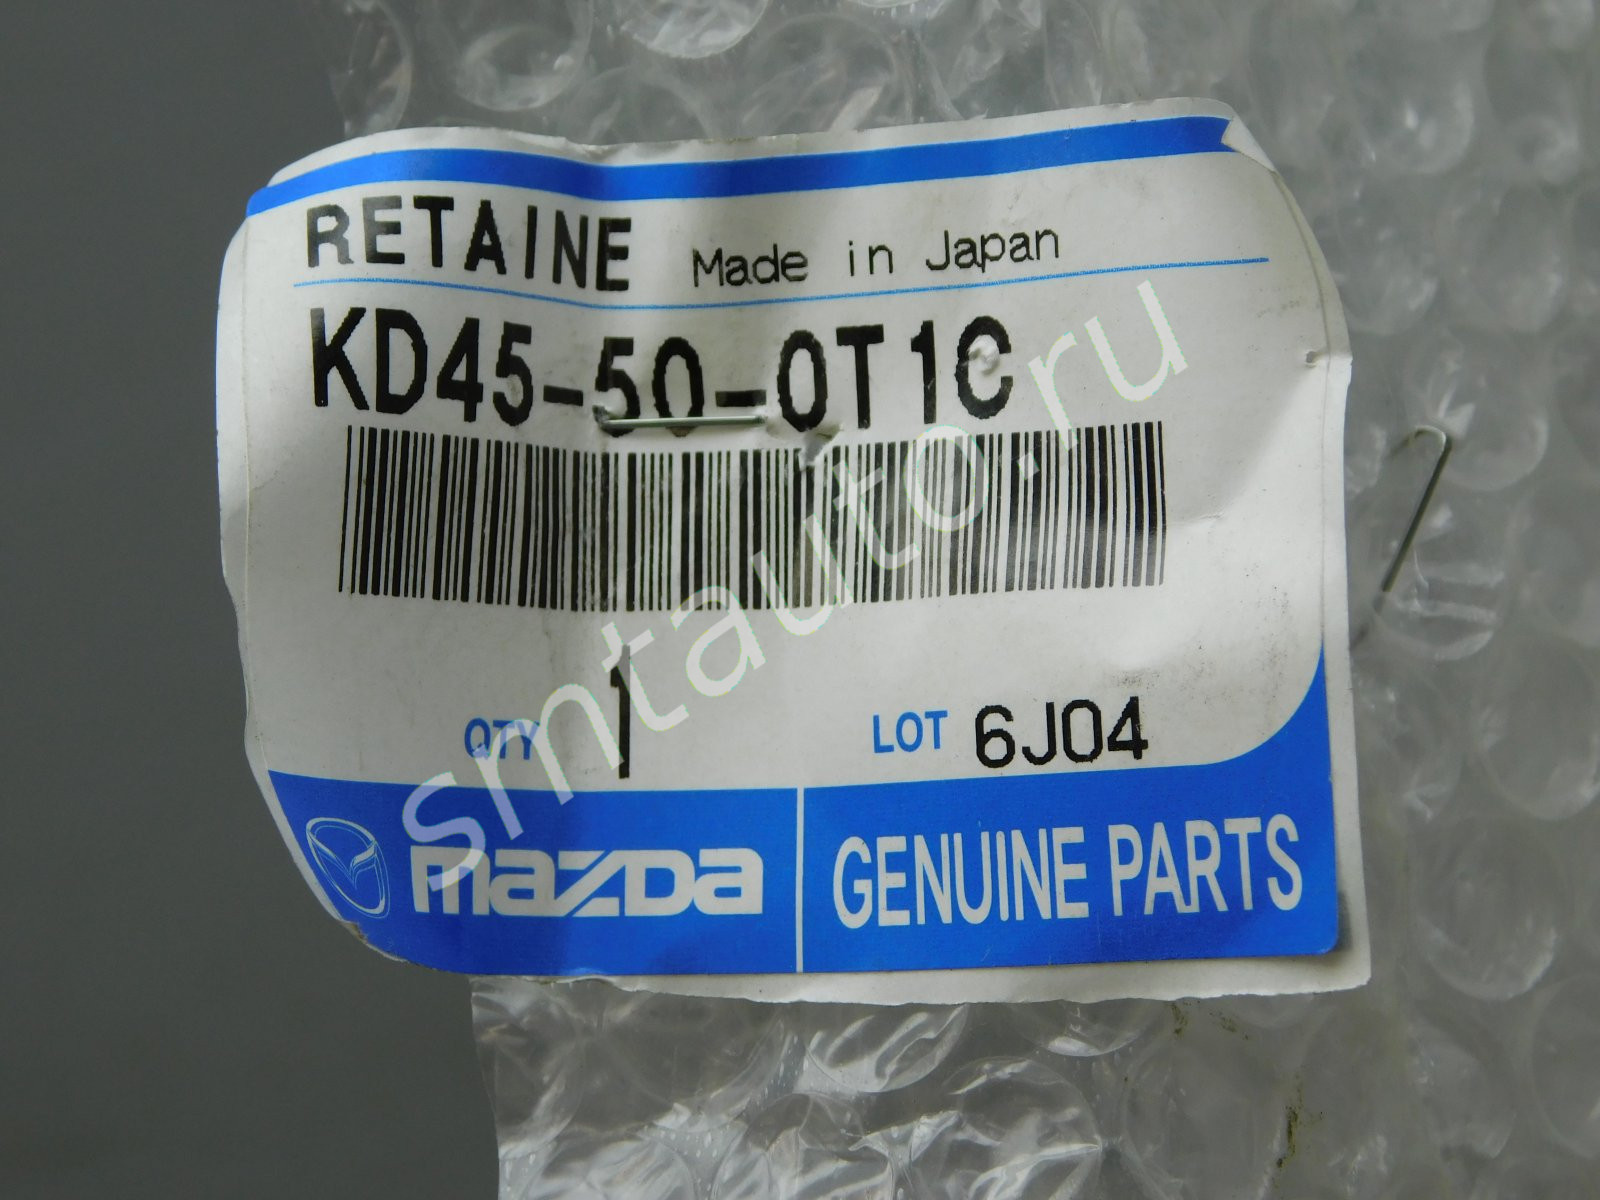 RETAINE Made in Japan
KD45-50-0T1C
QTY 1 LOT 6J04
mazda GENUINE PARTS
smtauto.ru